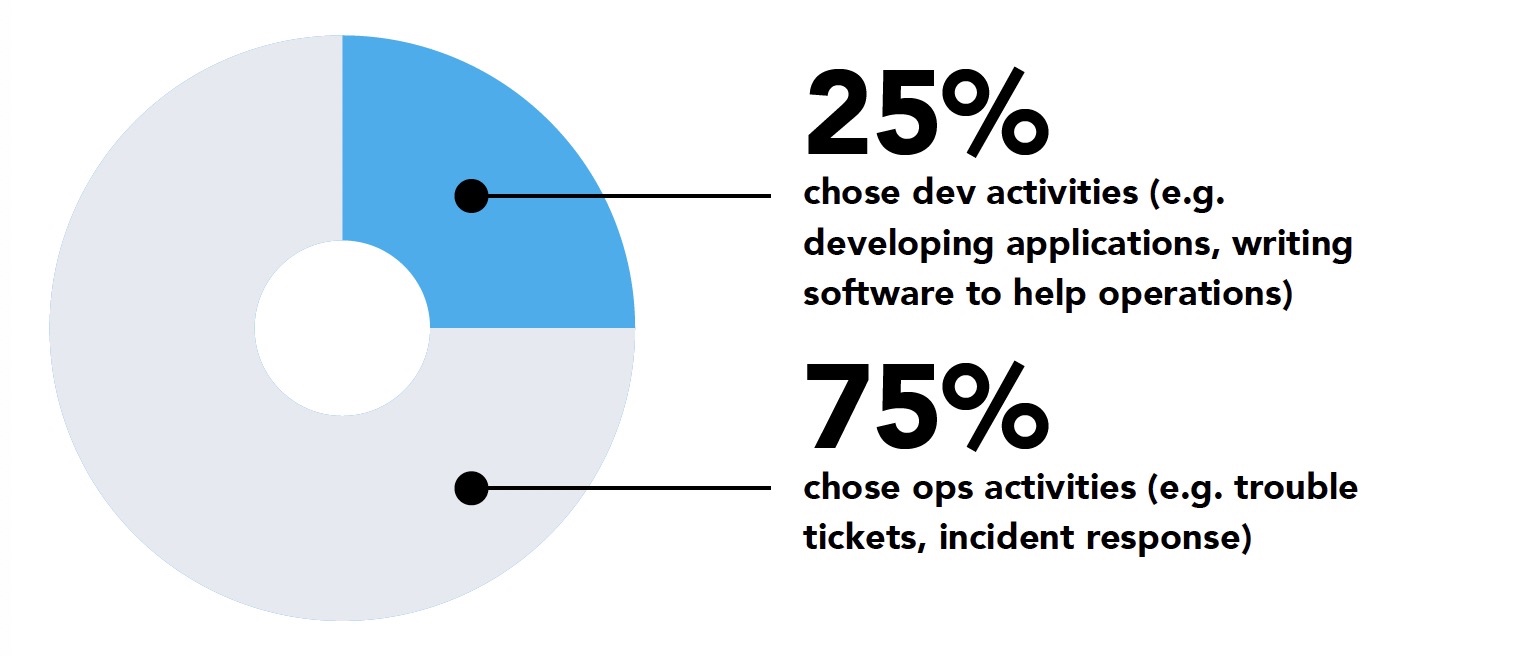 25%
chose dev activities (e.g.
developing applications, writing
software to help operations)
75%
chose ops activities (e.g. trouble
tickets, incident response)